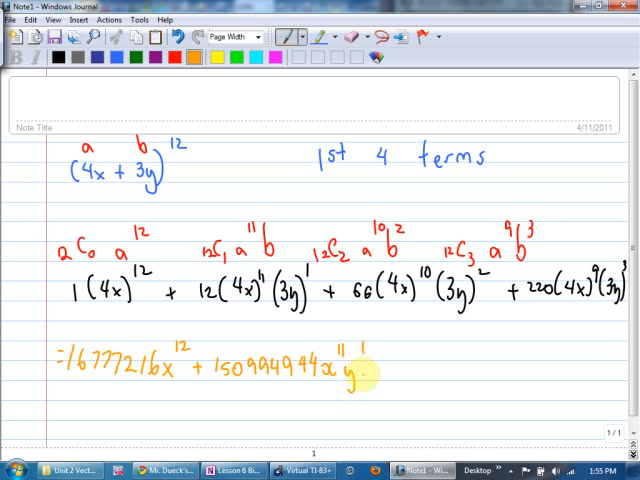 Note1 - Windows Journal
File Edit View Insert Actions Tools Help
Page Width
B I
Note Title
4/11/2011
a b
(4x + 3y)^12 1st 4 terms
12C0 a^12 12C1 a^11 b 12C2 a^10 b^2 12C3 a^9 b^3
1(4x)^12 + 12(4x)^11(3y)^1 + 66(4x)^10(3y)^2 + 220(4x)^9(3y)^3
=16777216x^12 + 150994944x^11y^1
1 / 1
1
Unit 2 Vect... Mr. Dueck's ... Lesson 6 Bi... Virtual TI-83+ Note1 - Wi... Desktop 1:55 PM